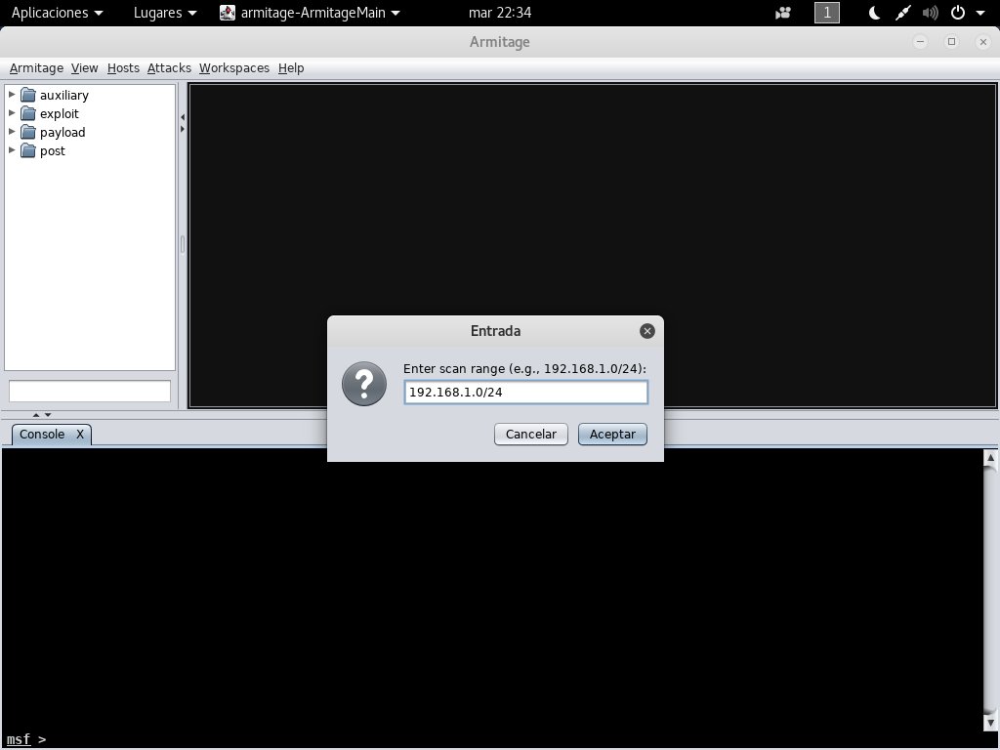 Aplicaciones Lugares armitage-ArmitageMain mar 22:34 1
Armitage
Armitage View Hosts Attacks Workspaces Help
auxiliary
exploit
payload
post
Entrada
Enter scan range (e.g., 192.168.1.0/24):
192.168.1.0/24
Cancelar Aceptar
Console X
msf >